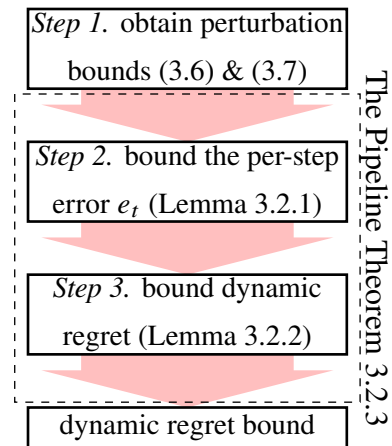 Step 1. obtain perturbation
bounds (3.6) & (3.7)
Step 2. bound the per-step
error e_t (Lemma 3.2.1)
Step 3. bound dynamic
regret (Lemma 3.2.2)
dynamic regret bound
The Pipeline Theorem 3.2.3